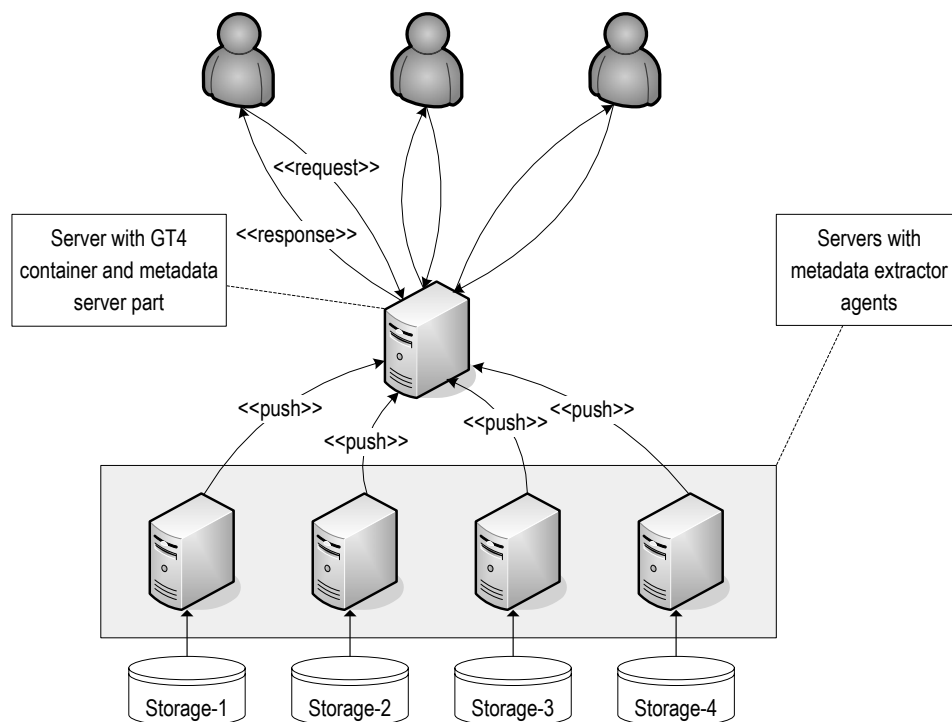 <<request>>
<<response>>
Server with GT4
container and metadata
server part
Servers with
metadata extractor
agents
<<push>>
<<push>>
<<push>>
<<push>>
Storage-1
Storage-2
Storage-3
Storage-4